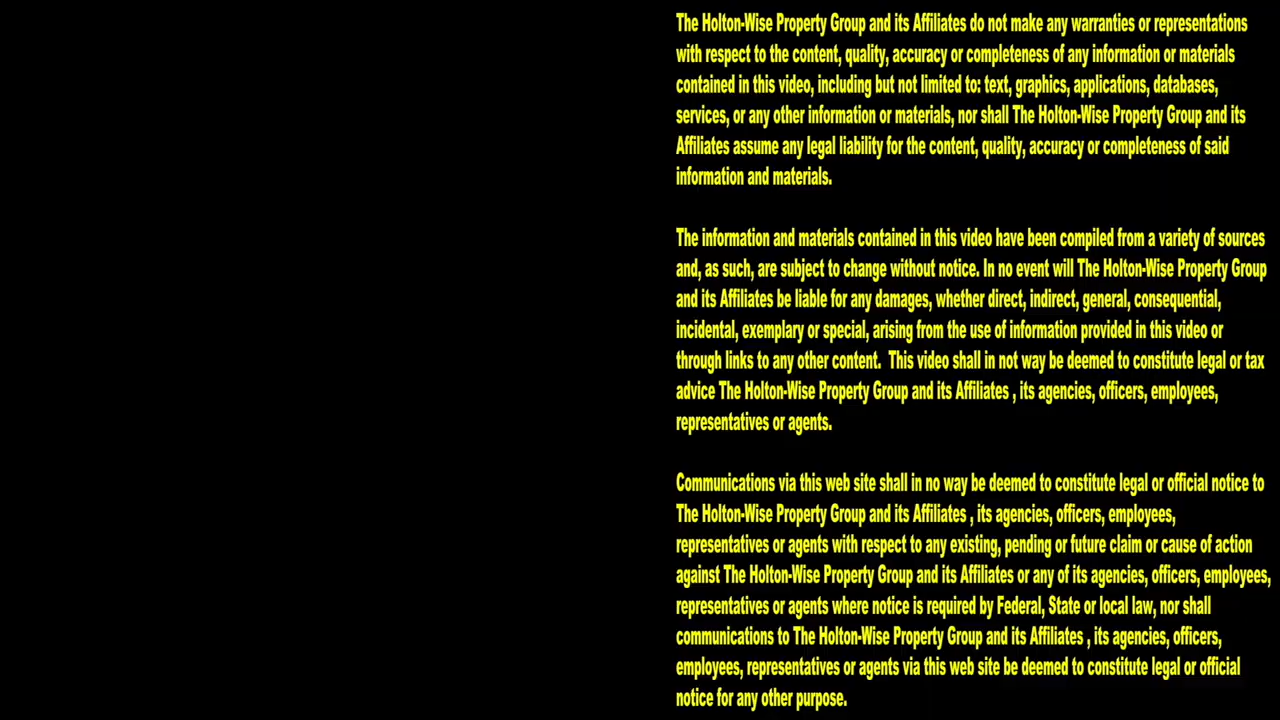 The Holton-Wise Property Group and its Affiliates do not make any warranties or representations
with respect to the content, quality, accuracy or completeness of any information or materials
contained in this video, including but not limited to: text, graphics, applications, databases,
services, or any other information or materials, nor shall The Holton-Wise Property Group and its
Affiliates assume any legal liability for the content, quality, accuracy or completeness of said
information and materials.
The information and materials contained in this video have been compiled from a variety of sources
and, as such, are subject to change without notice. In no event will The Holton-Wise Property Group
and its Affiliates be liable for any damages, whether direct, indirect, general, consequential,
incidental, exemplary or special, arising from the use of information provided in this video or
through links to any other content.  This video shall in not way be deemed to constitute legal or tax
advice The Holton-Wise Property Group and its Affiliates , its agencies, officers, employees,
representatives or agents.
Communications via this web site shall in no way be deemed to constitute legal or official notice to
The Holton-Wise Property Group and its Affiliates , its agencies, officers, employees,
representatives or agents with respect to any existing, pending or future claim or cause of action
against The Holton-Wise Property Group and its Affiliates or any of its agencies, officers, employees,
representatives or agents where notice is required by Federal, State or local law, nor shall
communications to The Holton-Wise Property Group and its Affiliates , its agencies, officers,
employees, representatives or agents via this web site be deemed to constitute legal or official
notice for any other purpose.